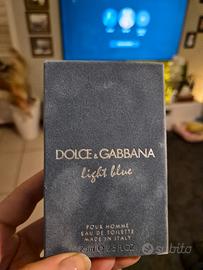 DOLCE & GABBANA
light blue
POUR HOMME
EAU DE TOILETTE
MADE IN ITALY
subito